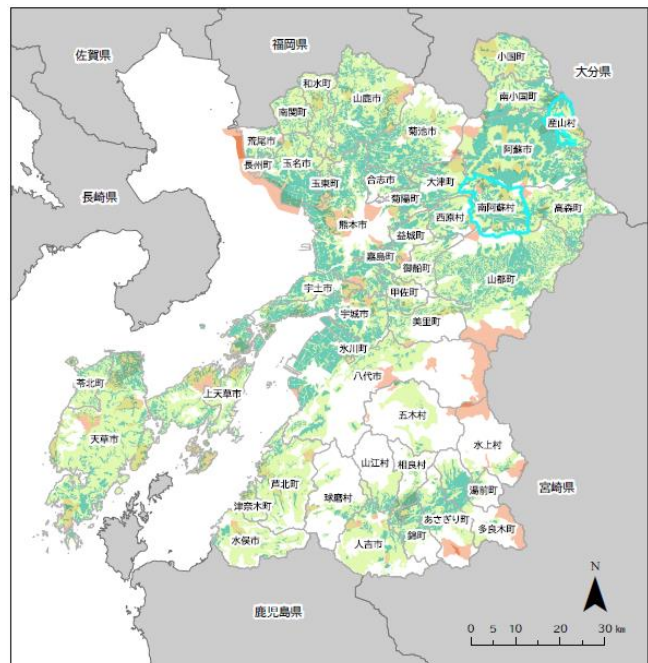 福岡県
佐賀県
小国町
大分県
和水町
南小国町
山鹿市
南関町
産山村
菊池市
荒尾市
阿蘇市
長州町
玉名市
合志市
大津町
玉東町
長崎県
菊陽町
南阿蘇村
高森町
西原村
熊本市
益城町
嘉島町
御船町
山都町
宇土市
甲佐町
宇城市
美里町
氷川町
八代市
苓北町
上天草市
五木村
天草市
水上村
山江村
相良村
芦北町
宮崎県
湯前町
球磨村
津奈木町
あさぎり町
多良木町
錦町
水俣市
人吉市
鹿児島県
N
0 5 10 20 30 km